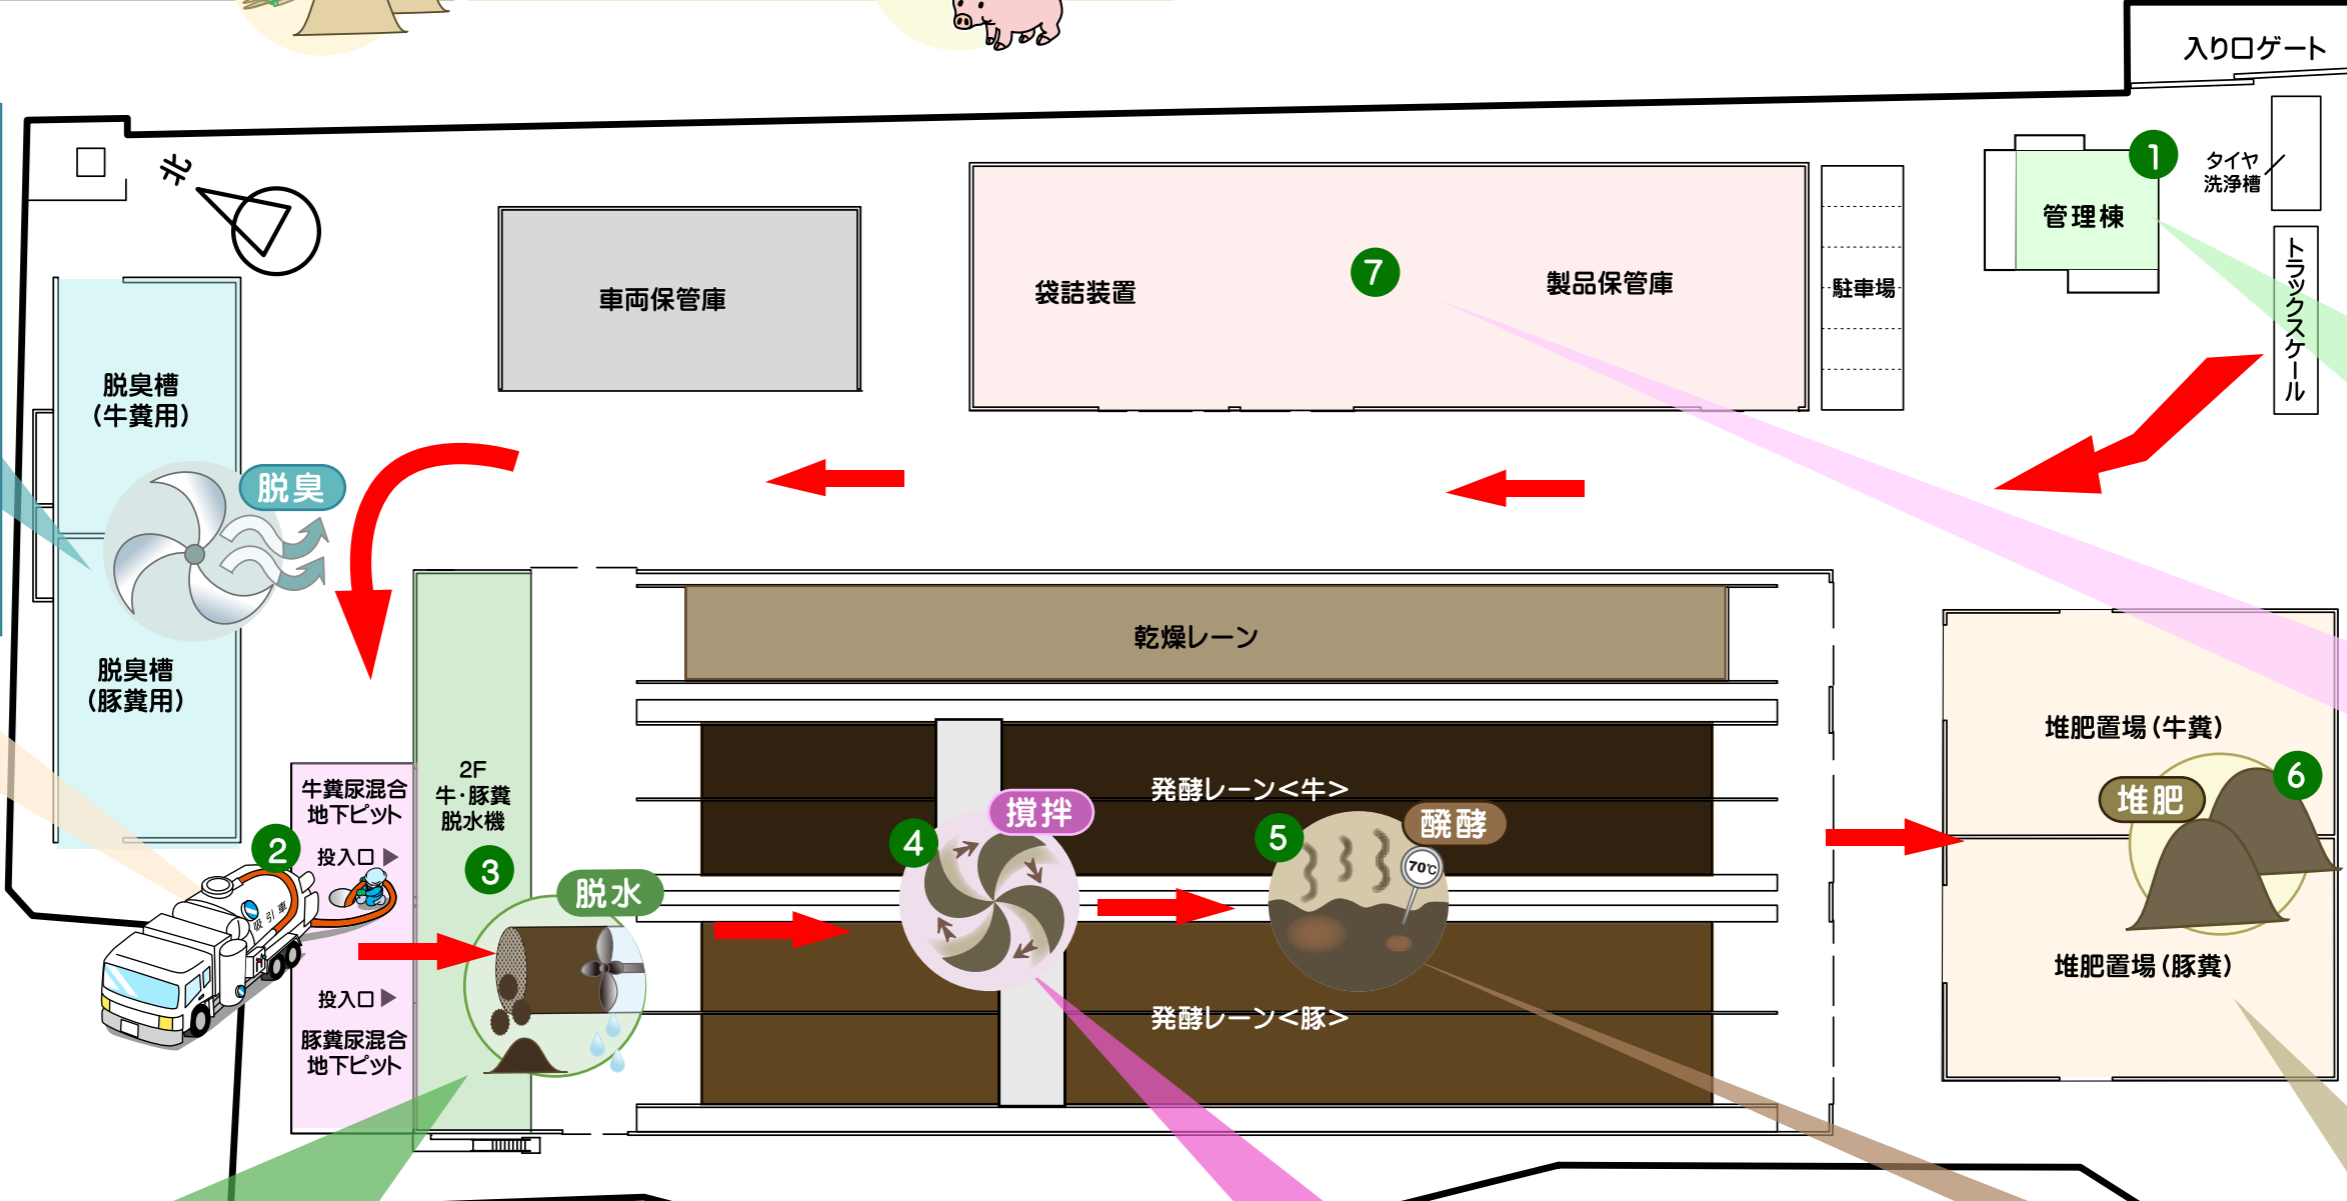 入り口ゲート
北
1
タイヤ
洗浄槽
管理棟
トラックスケール
車両保管庫
袋詰装置
7
製品保管庫
駐車場
脱臭槽
(牛糞用)
脱臭
脱臭槽
(豚糞用)
乾燥レーン
2F
牛・豚糞
脱水機
牛糞尿混合
地下ピット
投入口▶
2
吸引車
3
脱水
投入口▶
豚糞尿混合
地下ピット
発酵レーン<牛>
4
撹拌
5
醗酵
70℃
発酵レーン<豚>
堆肥置場(牛糞)
堆肥
6
堆肥置場(豚糞)